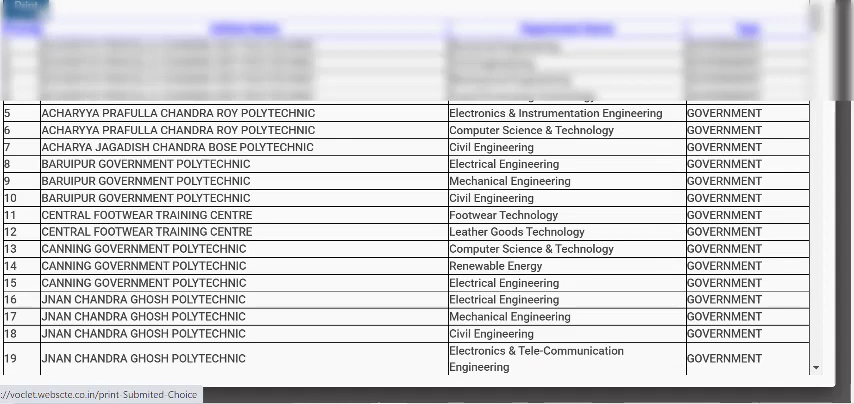 Print
5 ACHARYYA PRAFULLA CHANDRA ROY POLYTECHNIC Electronics & Instrumentation Engineering GOVERNMENT
6 ACHARYYA PRAFULLA CHANDRA ROY POLYTECHNIC Computer Science & Technology GOVERNMENT
7 ACHARYA JAGADISH CHANDRA BOSE POLYTECHNIC Civil Engineering GOVERNMENT
8 BARUIPUR GOVERNMENT POLYTECHNIC Electrical Engineering GOVERNMENT
9 BARUIPUR GOVERNMENT POLYTECHNIC Mechanical Engineering GOVERNMENT
10 BARUIPUR GOVERNMENT POLYTECHNIC Civil Engineering GOVERNMENT
11 CENTRAL FOOTWEAR TRAINING CENTRE Footwear Technology GOVERNMENT
12 CENTRAL FOOTWEAR TRAINING CENTRE Leather Goods Technology GOVERNMENT
13 CANNING GOVERNMENT POLYTECHNIC Computer Science & Technology GOVERNMENT
14 CANNING GOVERNMENT POLYTECHNIC Renewable Energy GOVERNMENT
15 CANNING GOVERNMENT POLYTECHNIC Electrical Engineering GOVERNMENT
16 JNAN CHANDRA GHOSH POLYTECHNIC Electrical Engineering GOVERNMENT
17 JNAN CHANDRA GHOSH POLYTECHNIC Mechanical Engineering GOVERNMENT
18 JNAN CHANDRA GHOSH POLYTECHNIC Civil Engineering GOVERNMENT
19 JNAN CHANDRA GHOSH POLYTECHNIC Electronics & Tele-Communication GOVERNMENT
Engineering
://voclet.webscte.co.in/print-Submited-Choice